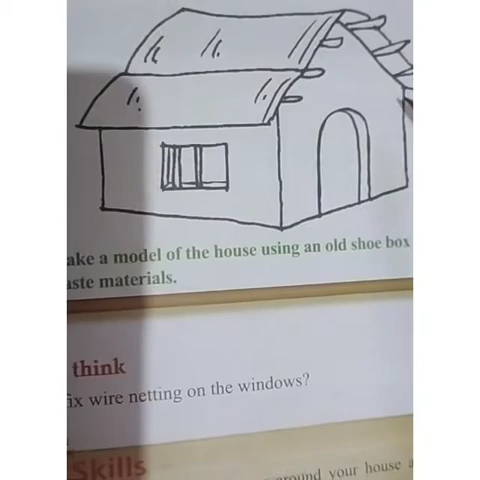 ake a model of the house using an old shoe box
aste materials.
think
ix wire netting on the windows?
Skills
around your house a